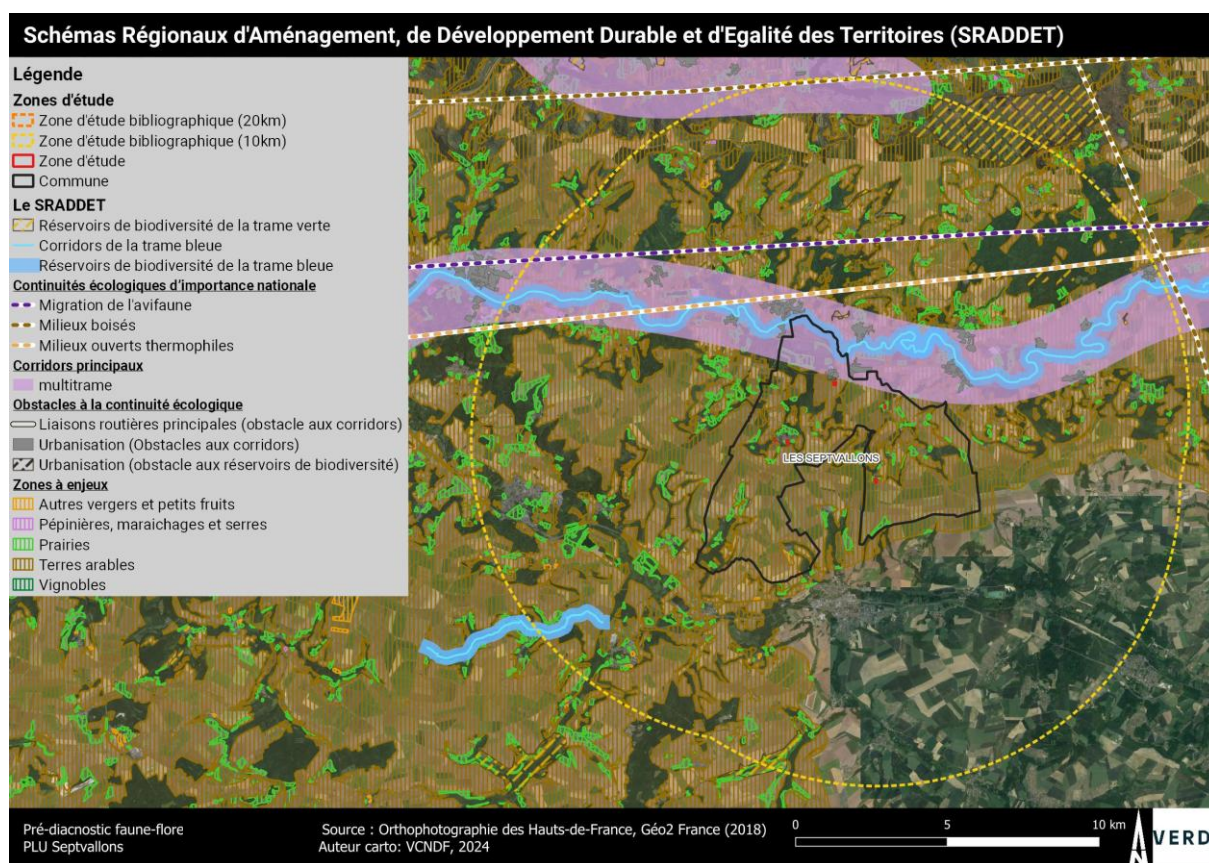 Schémas Régionaux d'Aménagement, de Développement Durable et d'Egalité des Territoires (SRADDET)
Légende
Zones d'étude
Zone d'étude bibliographique (20km)
Zone d'étude bibliographique (10km)
Zone d'étude
Commune
Le SRADDET
Réservoirs de biodiversité de la trame verte
Corridors de la trame bleue
Réservoirs de biodiversité de la trame bleue
Continuités écologiques d'importance nationale
Migration de l'avifaune
Milieux boisés
Milieux ouverts thermophiles
Corridors principaux
multitrame
Obstacles à la continuité écologique
Liaisons routières principales (obstacle aux corridors)
Urbanisation (Obstacles aux corridors)
Urbanisation (obstacle aux réservoirs de biodiversité)
Zones à enjeux
Autres vergers et petits fruits
Pépinières, maraichages et serres
Prairies
Terres arables
Vignobles
LES SEPTVALLONS
Pré-diagnostic faune-flore
PLU Septvallons
Source : Orthophotographie des Hauts-de-France, Géo2 France (2018)
Auteur carto: VCNDF, 2024
0 5 10 km
N
VERD